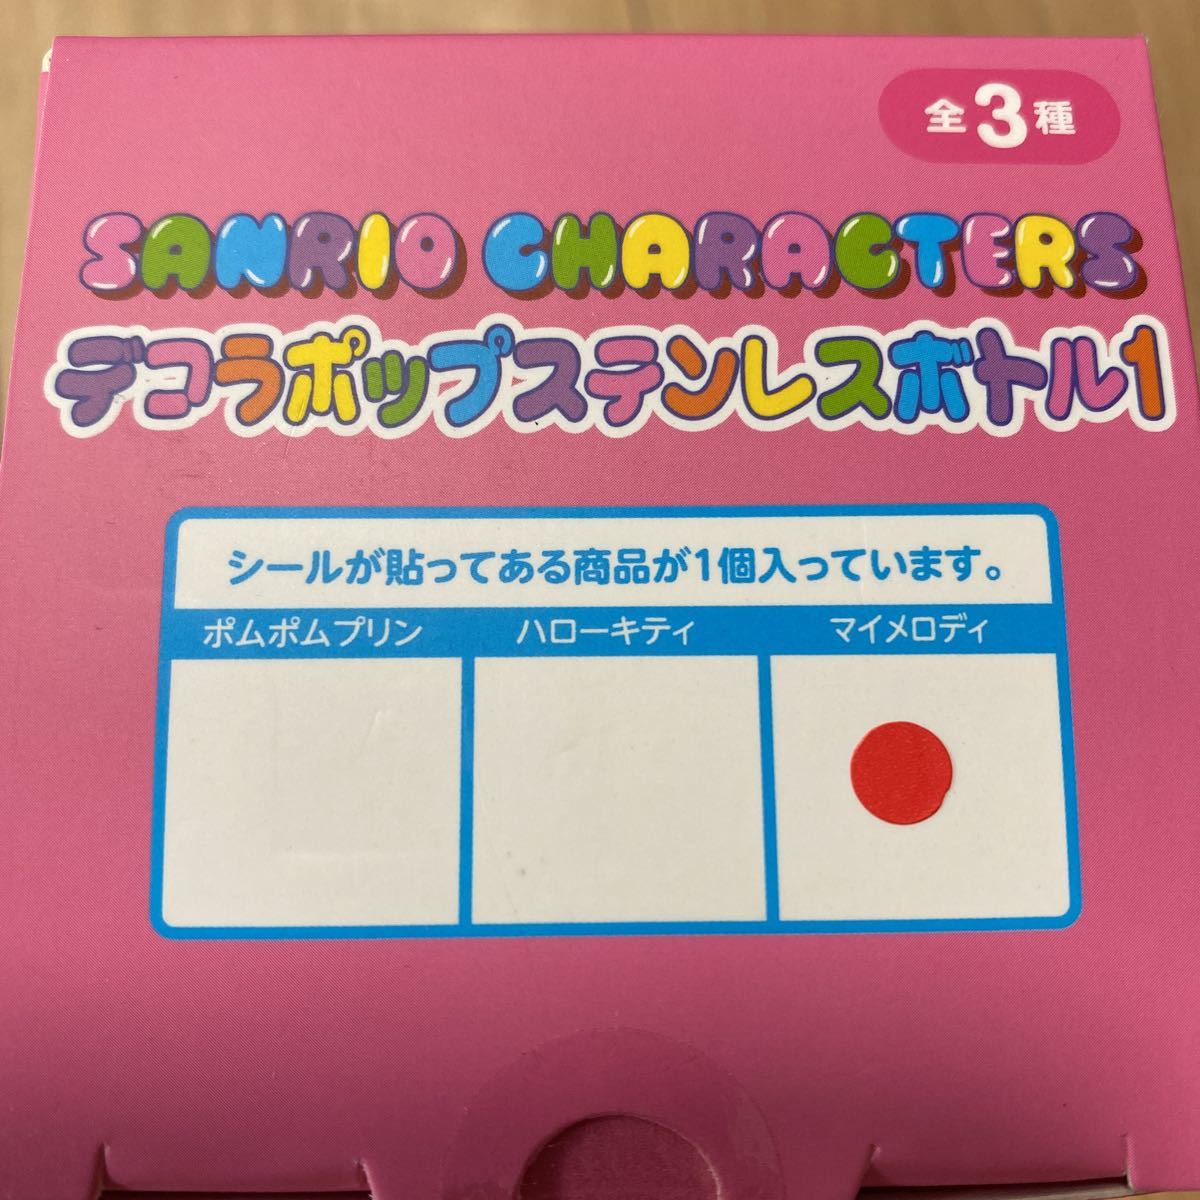 全3種
SANRIO CHARACTERS
デコラポップステンレスボトル1
シールが貼ってある商品が1個入っています。
ポムポムプリン ハローキティ マイメロディ